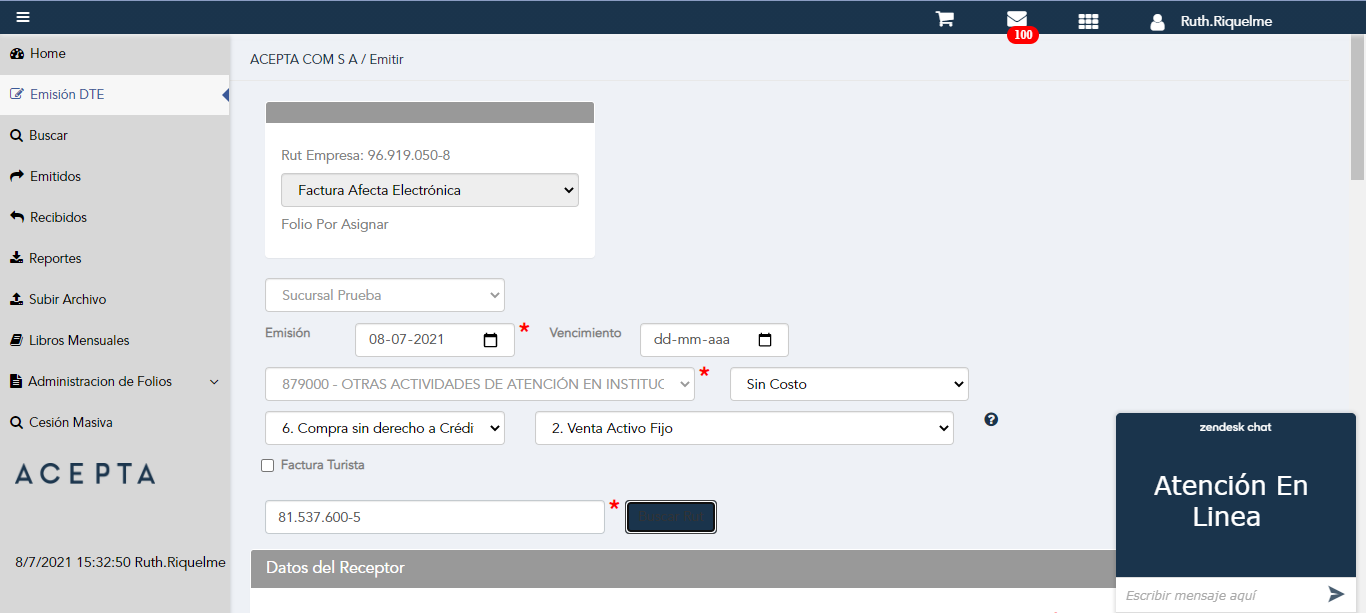 Ruth.Riquelme
100
Home
Emisión DTE
Buscar
Emitidos
Recibidos
Reportes
Subir Archivo
Libros Mensuales
Administracion de Folios
Cesión Masiva
ACEPTA
8/7/2021 15:32:50 Ruth.Riquelme
ACEPTA COM S A / Emitir
Rut Empresa: 96.919.050-8
Factura Afecta Electrónica
Folio Por Asignar
Sucursal Prueba
Emisión 08-07-2021 * Vencimiento dd-mm-aaa
879000 - OTRAS ACTIVIDADES DE ATENCIÓN EN INSTITUC * Sin Costo
6. Compra sin derecho a Crédi 2. Venta Activo Fijo ?
Factura Turista
81.537.600-5 *
Datos del Receptor
zendesk chat
Atención En
Linea
Escribir mensaje aquí